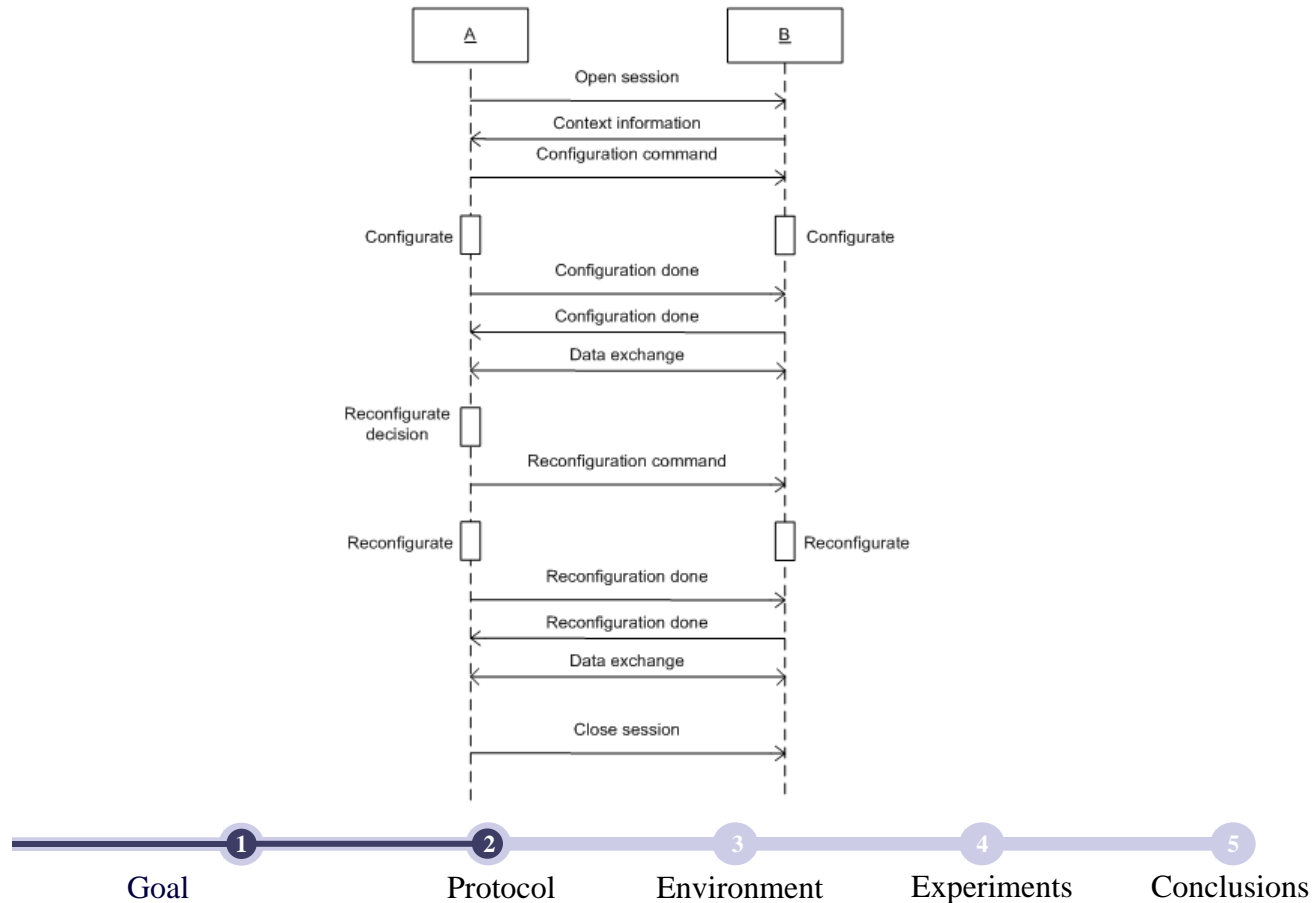 A
B
Open session
Context information
Configuration command
Configurate
Configurate
Configuration done
Configuration done
Data exchange
Reconfigurate
decision
Reconfiguration command
Reconfigurate
Reconfigurate
Reconfiguration done
Reconfiguration done
Data exchange
Close session
1
2
3
4
5
Goal
Protocol
Environment
Experiments
Conclusions